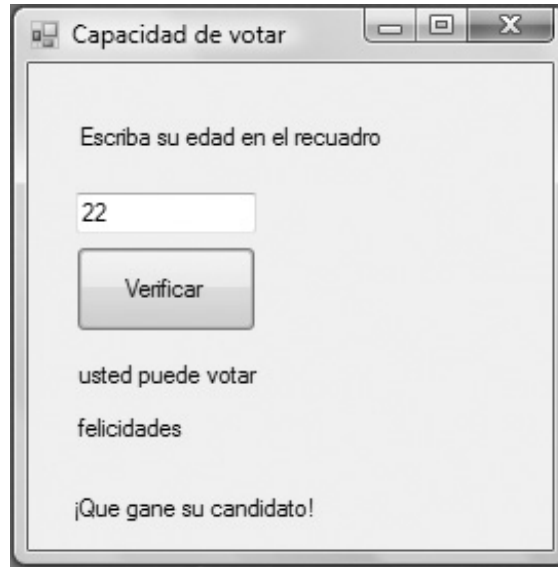 Capacidad de votar
Escriba su edad en el recuadro
22
Verificar
usted puede votar
felicidades
¡Que gane su candidato!